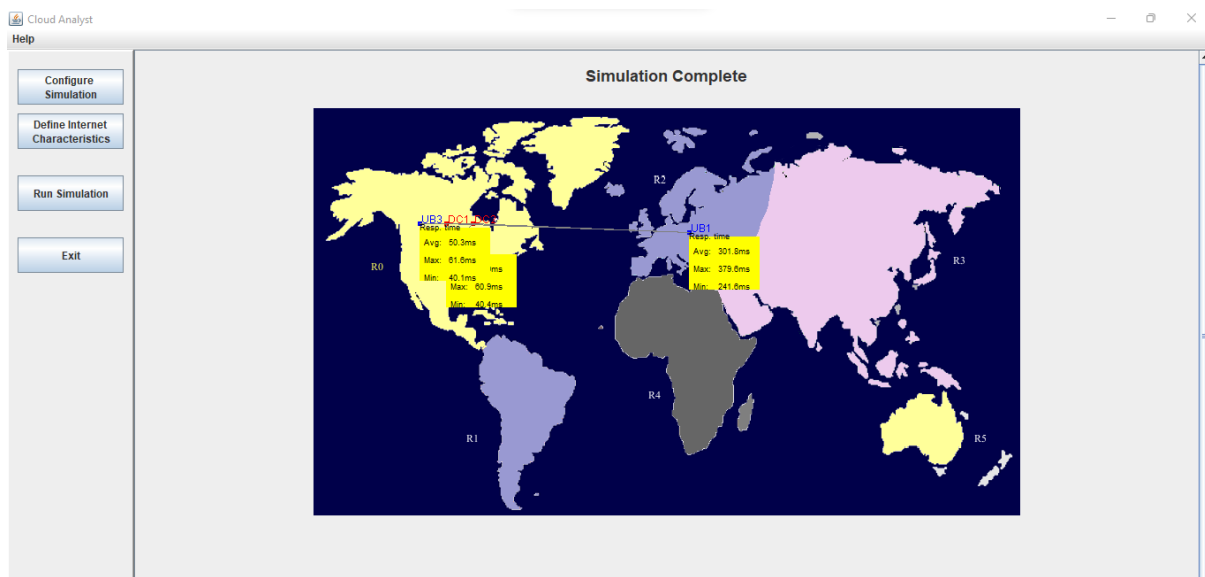 Cloud Analyst
Help
Configure
Simulation
Define Internet
Characteristics
Run Simulation
Exit
Simulation Complete
R2
UB3 DC1
Resp. time
Avg: 50.3ms
Max: 61.6ms
Min: 40.1ms
Max: 60.9ms
Min: 40.4ms
UB1
Resp. time
Avg: 301.8ms
Max: 379.6ms
Min: 241.6ms
R0
R3
R4
R1
R5